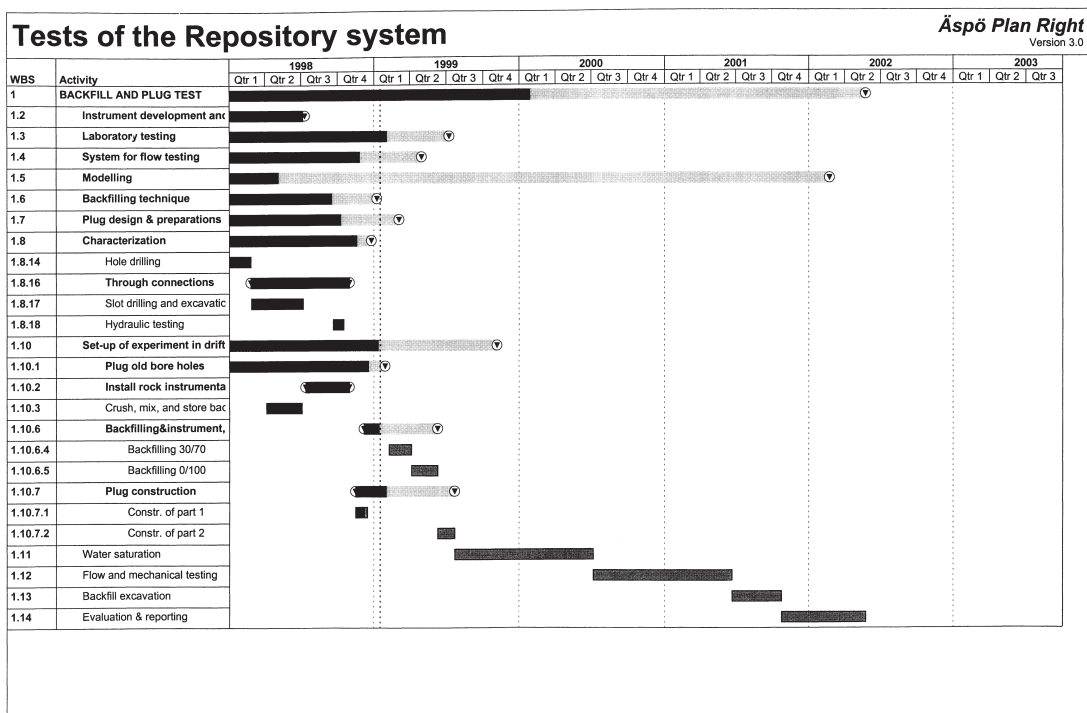 Tests of the Repository system
Äspö Plan Right
Version 3.0
1998 1999 2000 2001 2002 2003
WBS Activity Qtr 1 Qtr 2 Qtr 3 Qtr 4 Qtr 1 Qtr 2 Qtr 3 Qtr 4 Qtr 1 Qtr 2 Qtr 3 Qtr 4 Qtr 1 Qtr 2 Qtr 3 Qtr 4 Qtr 1 Qtr 2 Qtr 3 Qtr 4 Qtr 1 Qtr 2 Qtr 3
1 BACKFILL AND PLUG TEST
1.2 Instrument development and
1.3 Laboratory testing
1.4 System for flow testing
1.5 Modelling
1.6 Backfilling technique
1.7 Plug design & preparations
1.8 Characterization
1.8.14 Hole drilling
1.8.16 Through connections
1.8.17 Slot drilling and excavatic
1.8.18 Hydraulic testing
1.10 Set-up of experiment in drift
1.10.1 Plug old bore holes
1.10.2 Install rock instrumenta
1.10.3 Crush, mix, and store bac
1.10.6 Backfilling&instrument,
1.10.6.4 Backfilling 30/70
1.10.6.5 Backfilling 0/100
1.10.7 Plug construction
1.10.7.1 Constr. of part 1
1.10.7.2 Constr. of part 2
1.11 Water saturation
1.12 Flow and mechanical testing
1.13 Backfill excavation
1.14 Evaluation & reporting